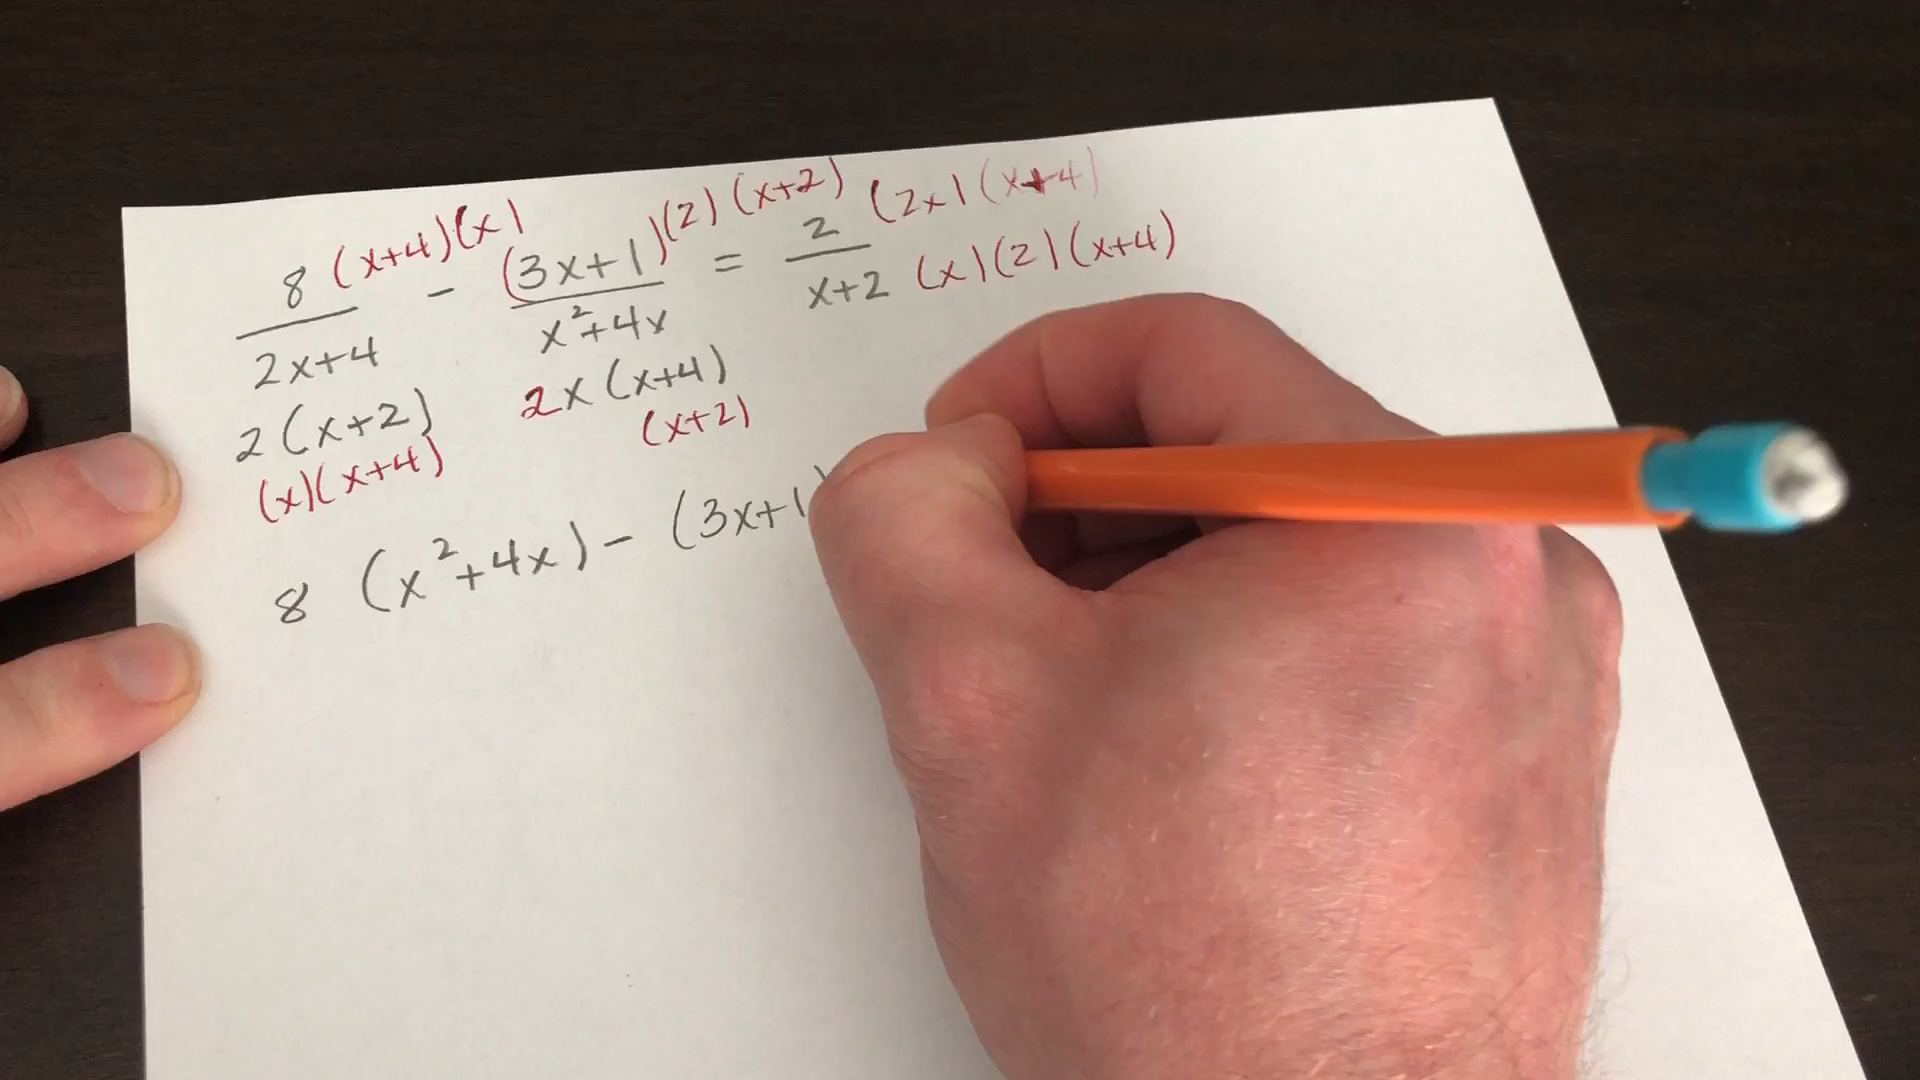 8 (x+4)(x) - (3x+1)(2)(x+2) = 2 (2x)(x+4)
2x+4 x²+4x x+2 (x)(2)(x+4)
2(x+2) 2x(x+4)
(x)(x+4) (x+2)
8 (x²+4x) - (3x+1)